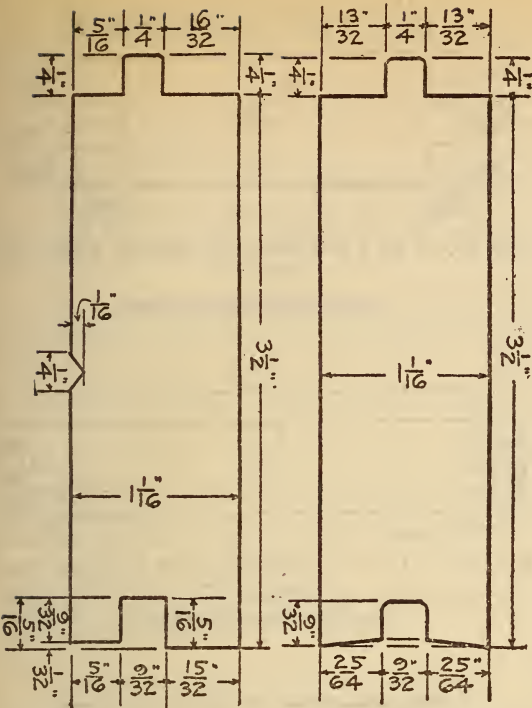 5/16" 1/4" 16/32" 13/32" 1/4" 13/32"
1/4" 1/4" 1/4" 1/4"
1/16"
1/4" 3 1/2" 1 1/16" 3 1/2"
1 1/16"
5/16" 9/32" 5/16" 9/32"
1/32" 5/16" 9/32 15/32" 25/64 9/32" 25/64"